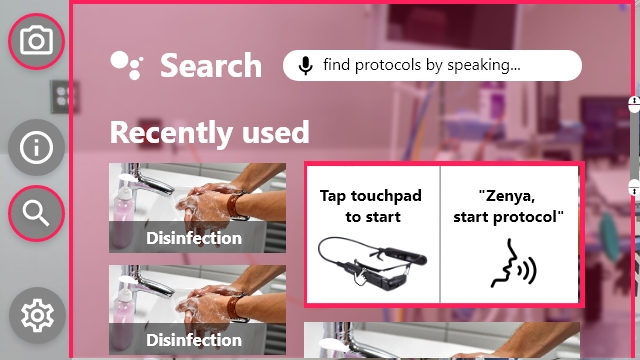 Search
find protocols by speaking...
Recently used
Disinfection
Tap touchpad
to start
"Zenya,
start protocol"
Disinfection